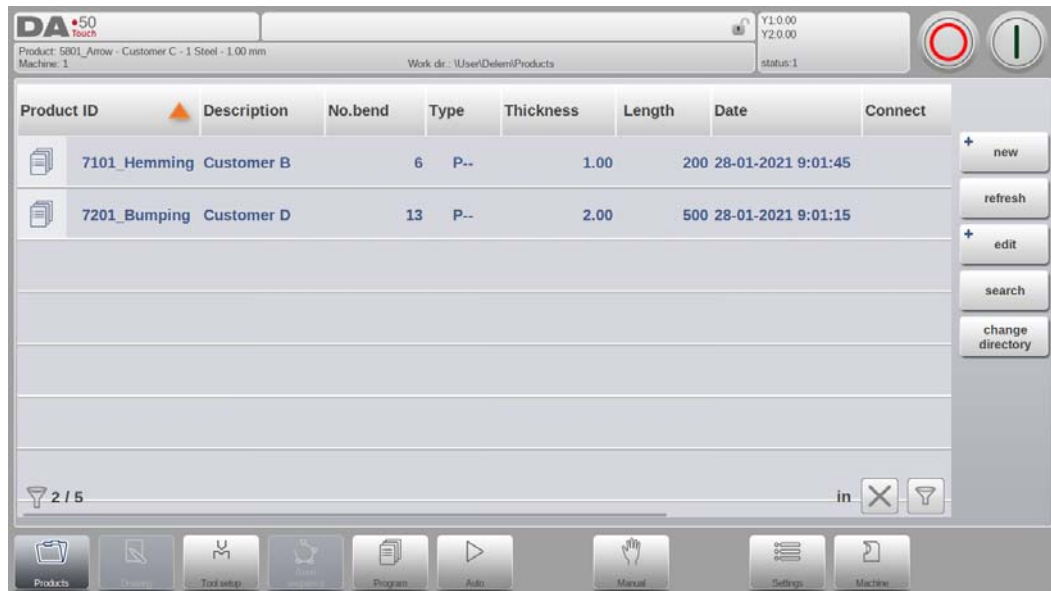 DA •50
Touch
Product: 5801_Arrow - Customer C - 1 Steel - 1.00 mm
Machine: 1
Work dir.: \User\Delem\Products
Y1:0.00
Y2:0.00
status:1
Product ID Description No.bend Type Thickness Length Date Connect
7101_Hemming Customer B 6 P-- 1.00 200 28-01-2021 9:01:45
7201_Bumping Customer D 13 P-- 2.00 500 28-01-2021 9:01:15
+ new
refresh
+ edit
search
change
directory
2 / 5
in
Products Drawing Tool setup Bend sequence Program Auto Manual Settings Machine